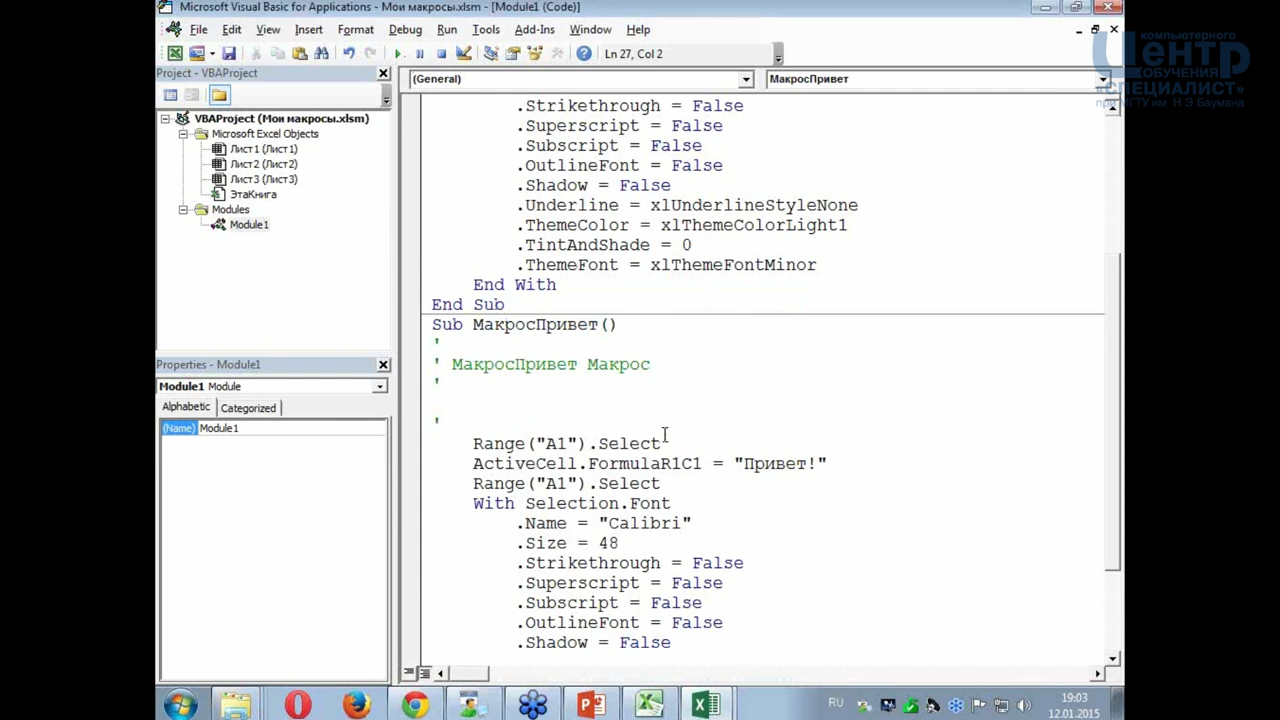 Microsoft Visual Basic for Applications - Мои макросы.xlsm - [Module1 (Code)]
File Edit View Insert Format Debug Run Tools Add-Ins Window Help
Ln 27, Col 2
компьютерного
Центр
ОБУЧЕНИЯ
«СПЕЦИАЛИСТ»
при МГТУ им. Н Э Баумана
Project - VBAProject
VBAProject (Мои макросы.xlsm)
Microsoft Excel Objects
Лист1 (Лист1)
Лист2 (Лист2)
Лист3 (Лист3)
ЭтаКнига
Modules
Module1
Properties - Module1
Module1 Module
Alphabetic Categorized
(Name) Module1
(General) МакросПривет
.Strikethrough = False
.Superscript = False
.Subscript = False
.OutlineFont = False
.Shadow = False
.Underline = xlUnderlineStyleNone
.ThemeColor = xlThemeColorLight1
.TintAndShade = 0
.ThemeFont = xlThemeFontMinor
End With
End Sub
Sub МакросПривет()
'
' МакросПривет Макрос
'
'
Range("A1").Select
ActiveCell.FormulaR1C1 = "Привет!"
Range("A1").Select
With Selection.Font
.Name = "Calibri"
.Size = 48
.Strikethrough = False
.Superscript = False
.Subscript = False
.OutlineFont = False
.Shadow = False
RU
19:03
12.01.2015